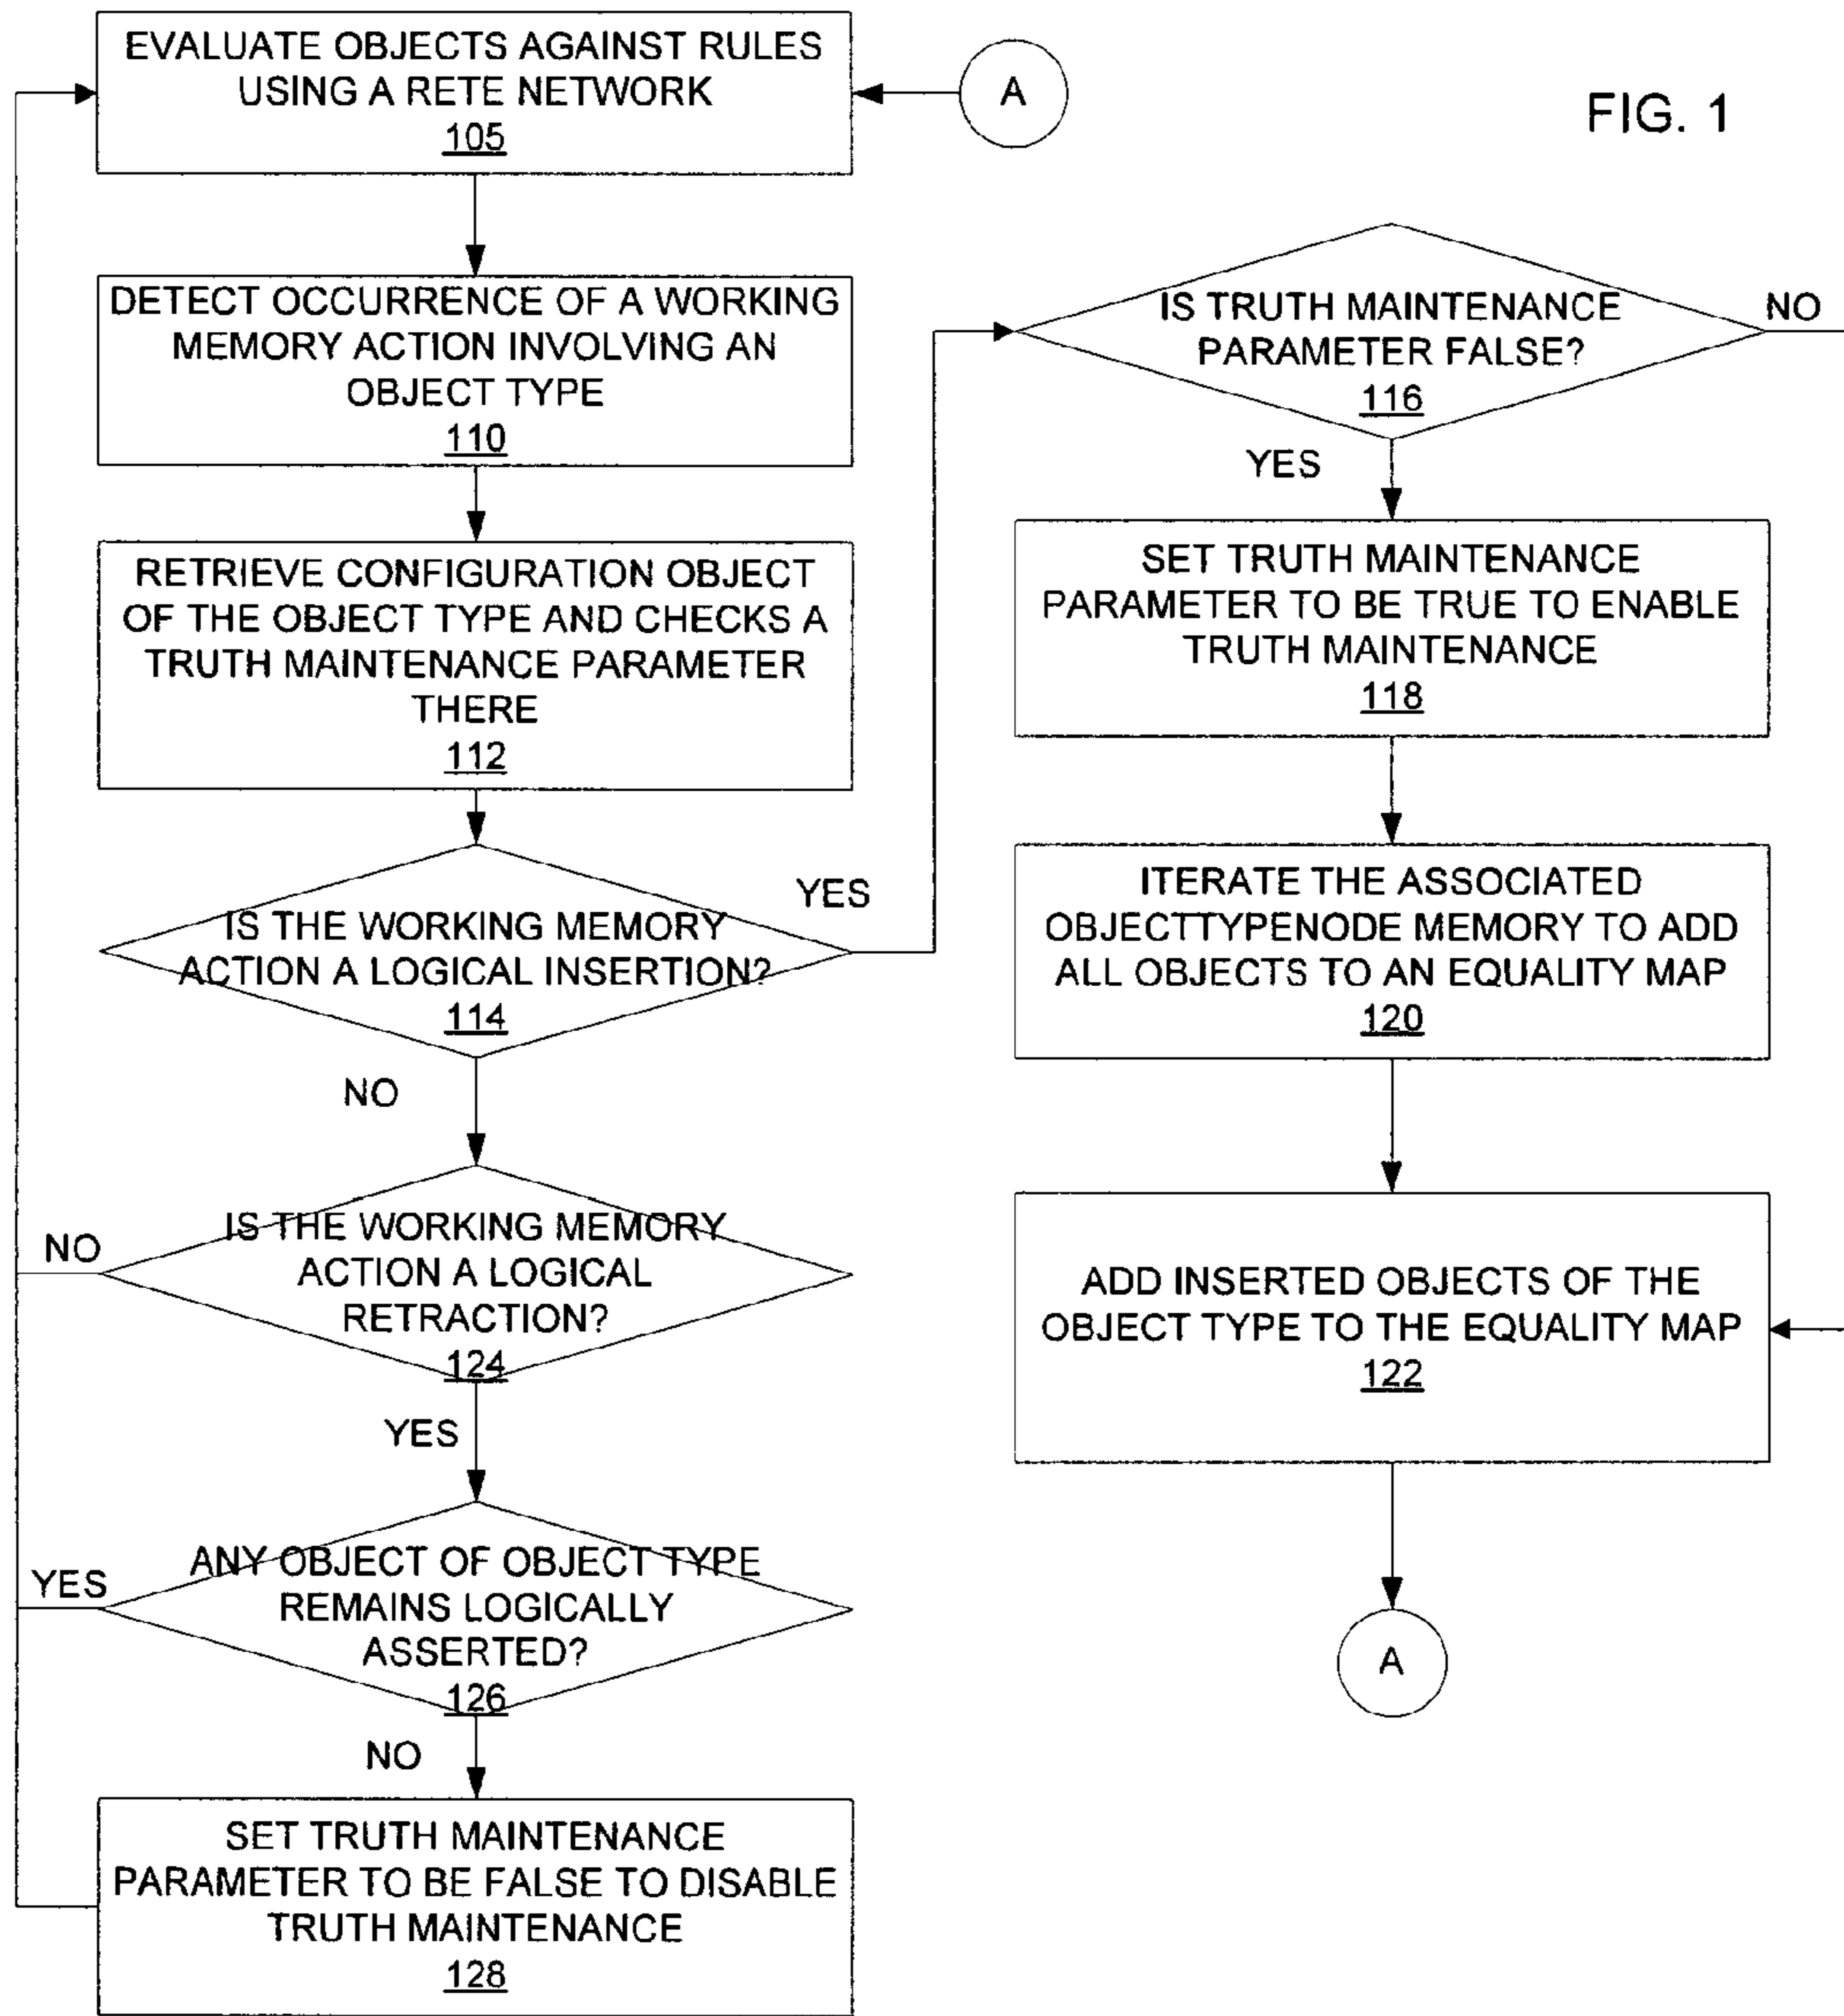 FIG. 1
EVALUATE OBJECTS AGAINST RULES
USING A RETE NETWORK
105
A
DETECT OCCURRENCE OF A WORKING
MEMORY ACTION INVOLVING AN
OBJECT TYPE
110
RETRIEVE CONFIGURATION OBJECT
OF THE OBJECT TYPE AND CHECKS A
TRUTH MAINTENANCE PARAMETER
THERE
112
IS THE WORKING MEMORY
ACTION A LOGICAL INSERTION?
114
YES
NO
IS THE WORKING MEMORY
ACTION A LOGICAL
RETRACTION?
124
NO
YES
ANY OBJECT OF OBJECT TYPE
REMAINS LOGICALLY
ASSERTED?
126
YES
NO
SET TRUTH MAINTENANCE
PARAMETER TO BE FALSE TO DISABLE
TRUTH MAINTENANCE
128
IS TRUTH MAINTENANCE
PARAMETER FALSE?
116
NO
YES
SET TRUTH MAINTENANCE
PARAMETER TO BE TRUE TO ENABLE
TRUTH MAINTENANCE
118
ITERATE THE ASSOCIATED
OBJECTTYPENODE MEMORY TO ADD
ALL OBJECTS TO AN EQUALITY MAP
120
ADD INSERTED OBJECTS OF THE
OBJECT TYPE TO THE EQUALITY MAP
122
A